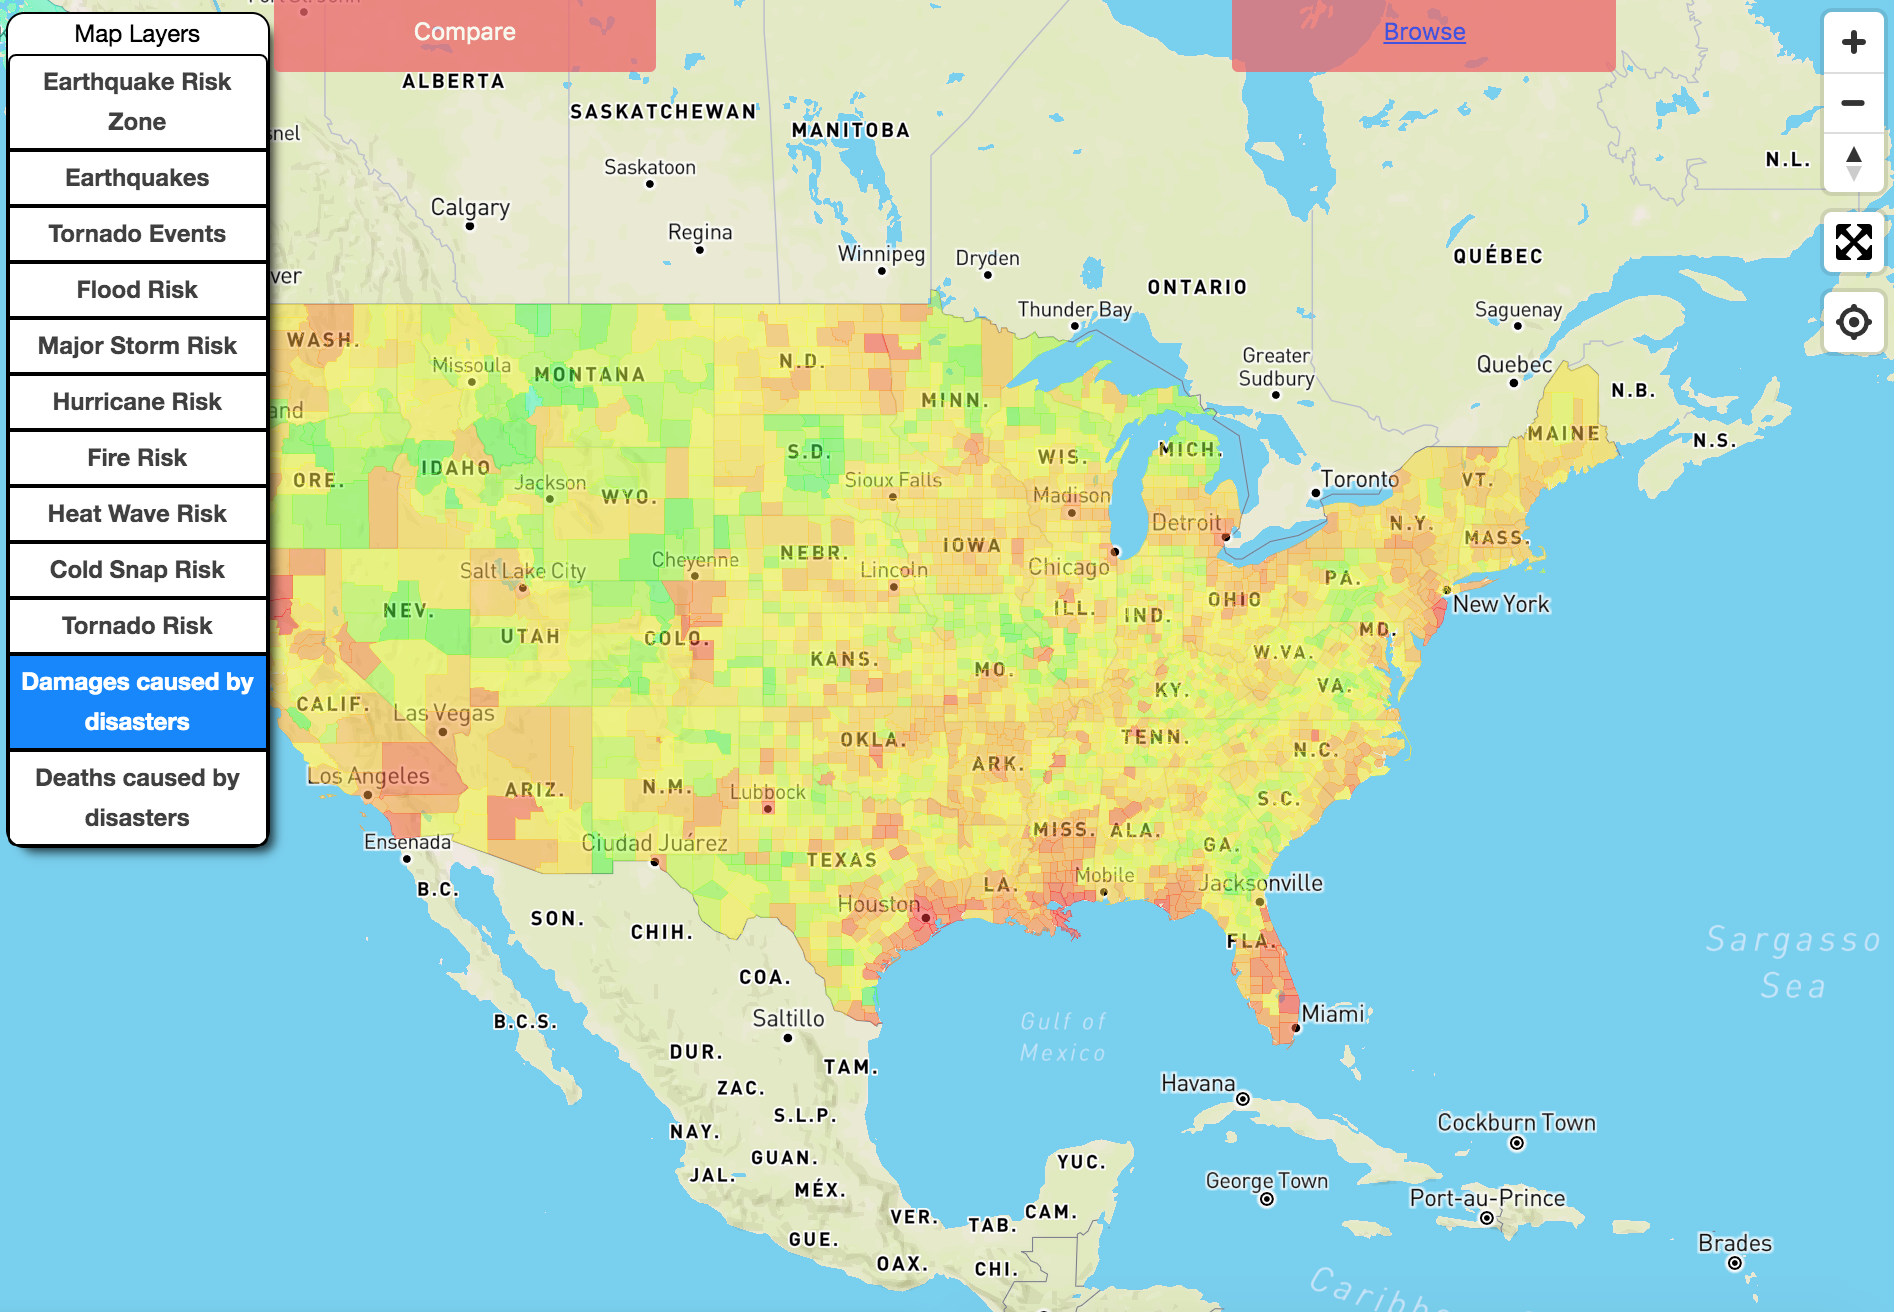 Map Layers
Earthquake Risk
Zone
Earthquakes
Tornado Events
Flood Risk
Major Storm Risk
Hurricane Risk
Fire Risk
Heat Wave Risk
Cold Snap Risk
Tornado Risk
Damages caused by
disasters
Deaths caused by
disasters
Compare
Browse
ALBERTA
SASKATCHEWAN
MANITOBA
Saskatoon
N.L.
Calgary
Regina
Winnipeg
Dryden
QUÉBEC
ONTARIO
Thunder Bay
Saguenay
WASH.
Missoula
MONTANA
N.D.
Greater
Sudbury
Quebec
N.B.
MINN.
MAINE
N.S.
S.D.
WIS.
MICH.
IDAHO
ORE.
Jackson
WYO.
Sioux Falls
Madison
Toronto
VT.
Detroit
N.Y.
MASS.
NEBR.
IOWA
Salt Lake City
Cheyenne
Lincoln
Chicago
PA.
NEV.
ILL.
IND.
OHIO
New York
UTAH
COLO.
MD.
KANS.
MO.
W.VA.
CALIF.
Las Vegas
KY.
VA.
OKLA.
TENN.
N.C.
Los Angeles
ARIZ.
N.M.
Lubbock
ARK.
S.C.
Ensenada
Ciudad Juárez
MISS.
ALA.
GA.
B.C.
TEXAS
LA.
Mobile
Jacksonville
SON.
CHIH.
Houston
FLA.
Sargasso
Sea
COA.
B.C.S.
Saltillo
Gulf of
Mexico
Miami
DUR.
TAM.
ZAC.
Havana
S.L.P.
Cockburn Town
NAY.
GUAN.
YUC.
JAL.
MÉX.
George Town
Port-au-Prince
VER.
TAB.
CAM.
GUE.
OAX.
CHI.
Brades